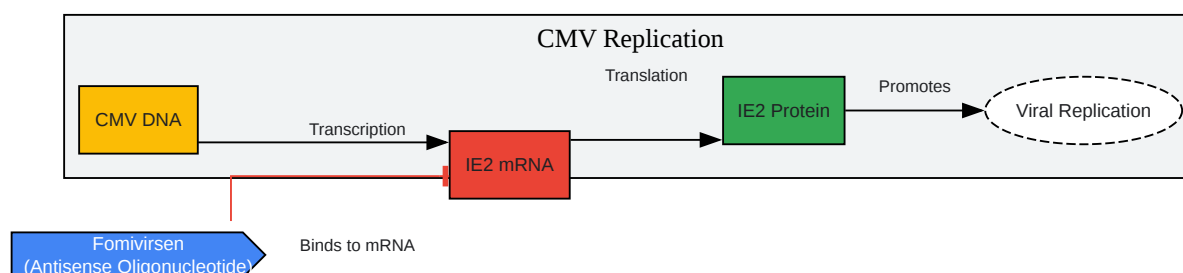 CMV Replication
Translation
Promotes
CMV DNA
IE2 Protein
Viral Replication
Transcription
IE2 mRNA
Fomivirsen
(Antisense Oligonucleotide)
Binds to mRNA